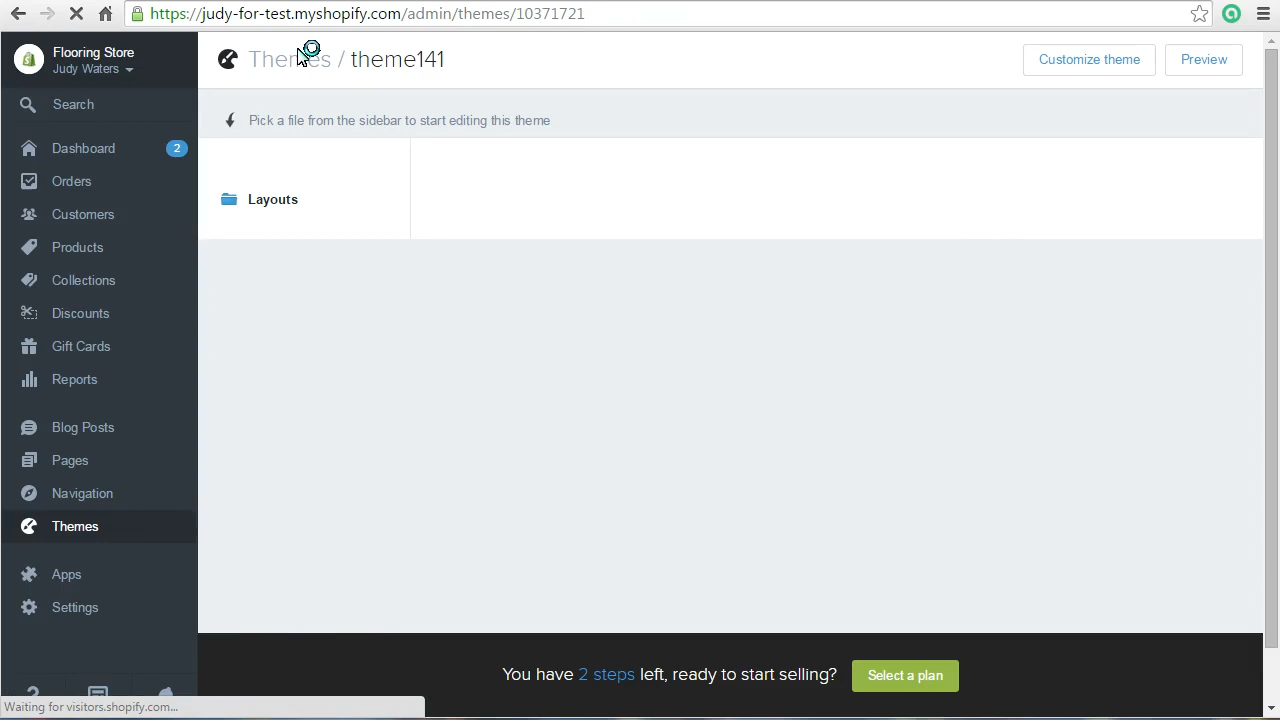 https://judy-for-test.myshopify.com/admin/themes/10371721
Flooring Store
Judy Waters
Themes / theme141
Customize theme
Preview
Search
Pick a file from the sidebar to start editing this theme
Dashboard
2
Orders
Layouts
Customers
Products
Collections
Discounts
Gift Cards
Reports
Blog Posts
Pages
Navigation
Themes
Apps
Settings
You have 2 steps left, ready to start selling?
Select a plan
?
Waiting for visitors.shopify.com...